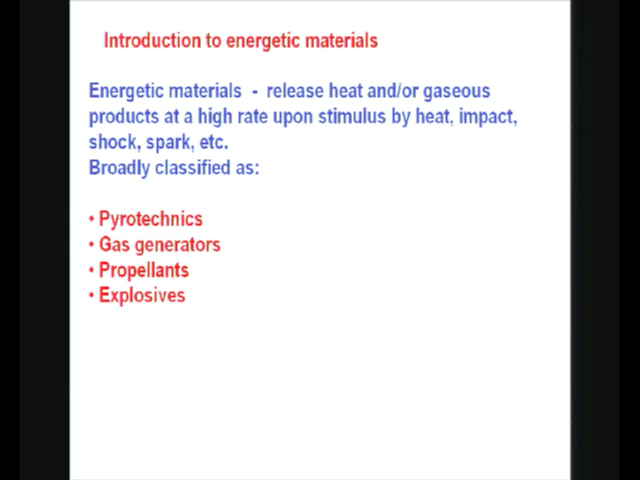 Introduction to energetic materials
Energetic materials - release heat and/or gaseous
products at a high rate upon stimulus by heat, impact,
shock, spark, etc.
Broadly classified as:
• Pyrotechnics
• Gas generators
• Propellants
• Explosives